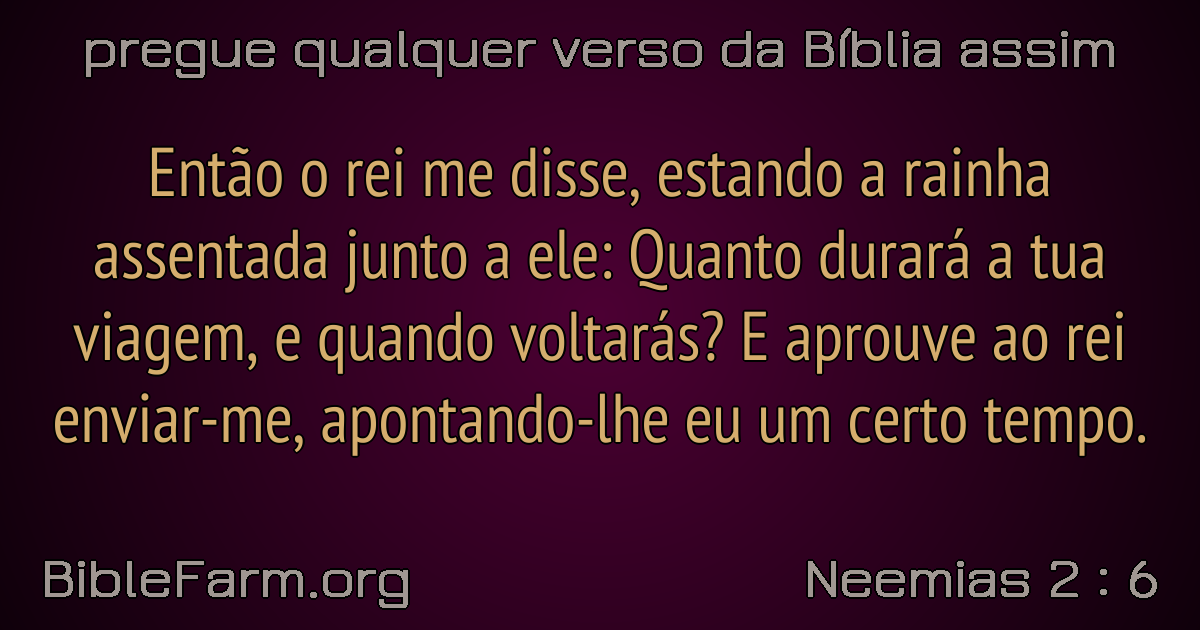 pregue qualquer verso da Bíblia assim
Então o rei me disse, estando a rainha
assentada junto a ele: Quanto durará a tua
viagem, e quando voltarás? E aprouve ao rei
enviar-me, apontando-lhe eu um certo tempo.
BibleFarm.org
Neemias 2 : 6